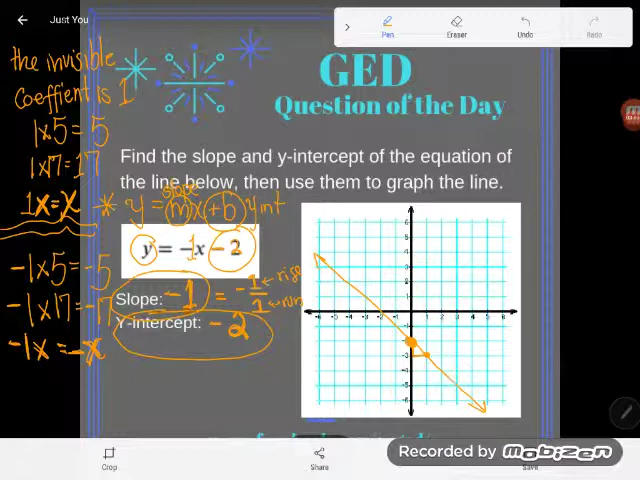 Just You
Pen
Eraser
Undo
Redo
the invisible
coeffient is 1
1x5=5
1x17=17
1x=x *
-1x5=-5
-1x17=-17
-1x=-x
GED
Question of the Day
Find the slope and y-intercept of the equation of
the line below, then use them to graph the line.
slope
y=mx+b y int
y = -1x - 2
Slope: -1 = -1/1 ← rise ← run
Y-intercept: -2
Crop
Share
Save
Recorded by Mobizen